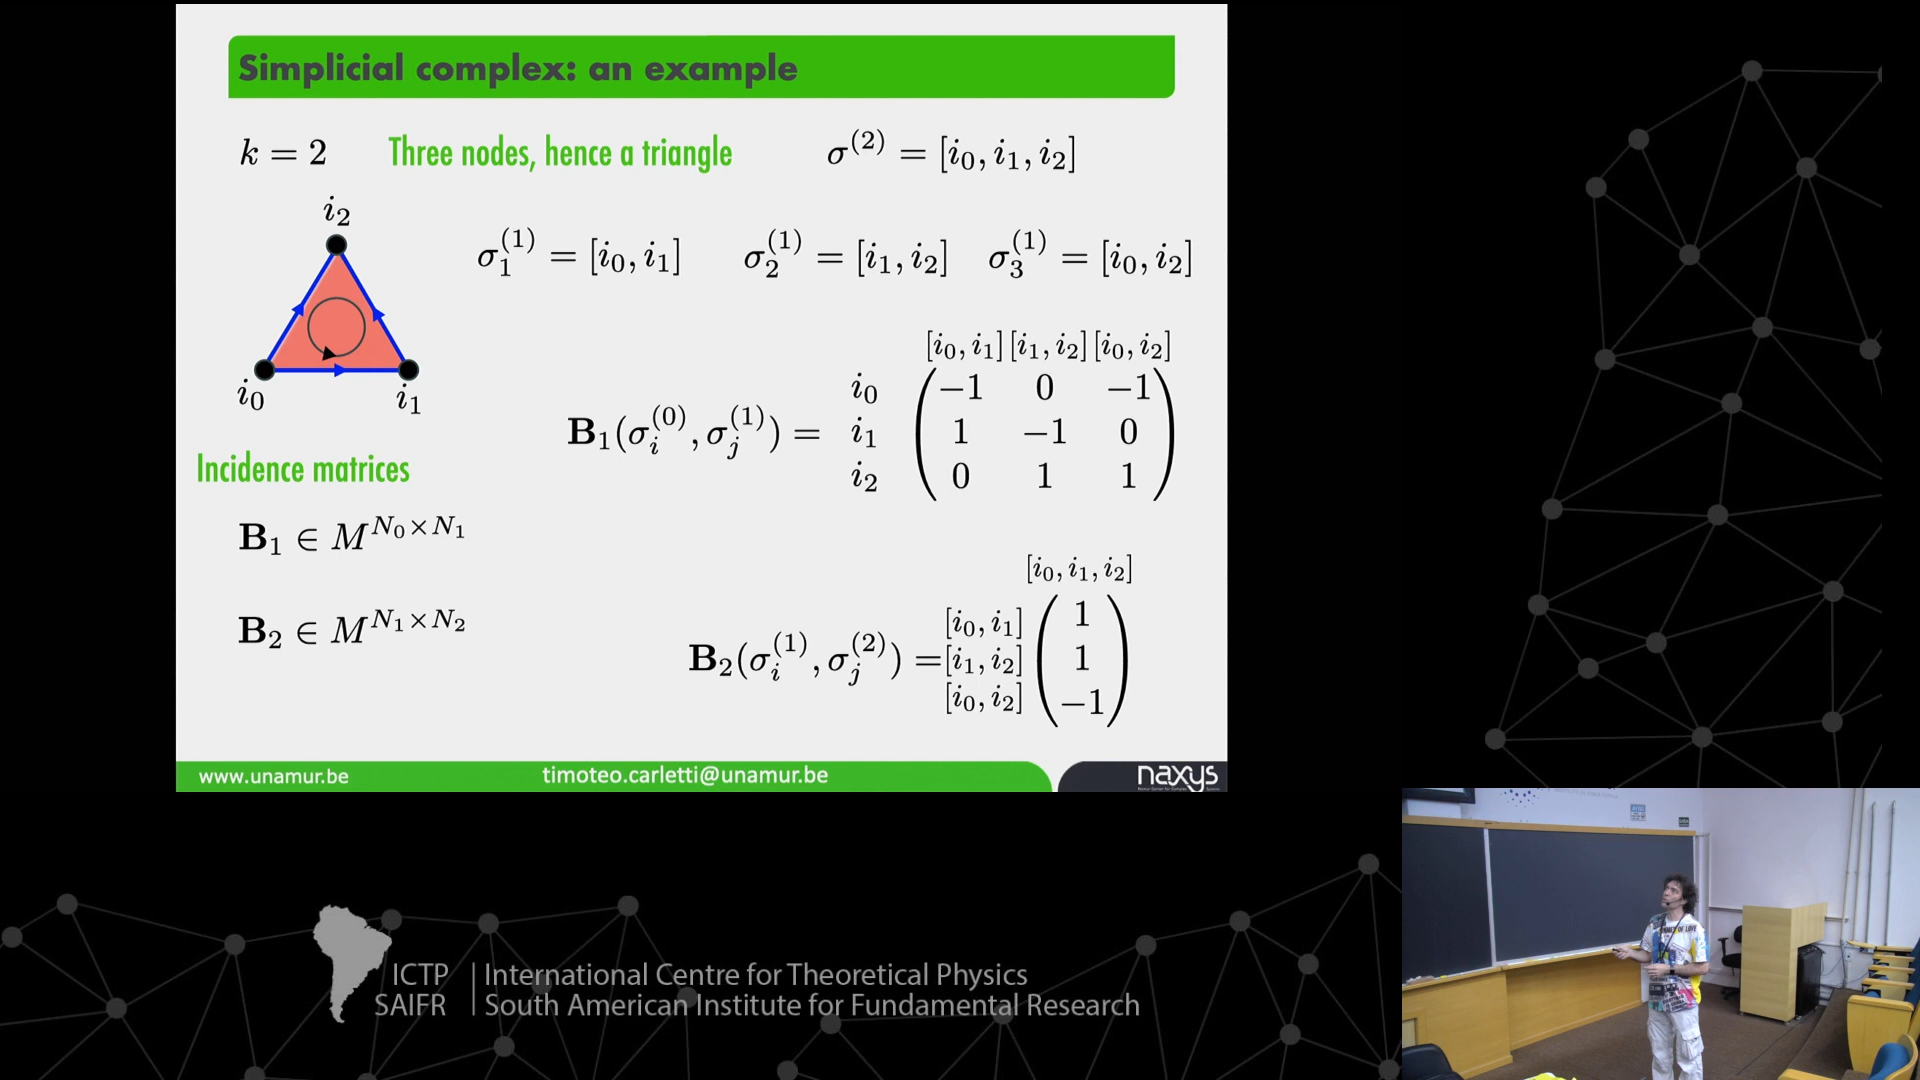 Simplicial complex: an example
k = 2 Three nodes, hence a triangle σ^{(2)} = [i_0, i_1, i_2]
i_2
σ_1^{(1)} = [i_0, i_1] σ_2^{(1)} = [i_1, i_2] σ_3^{(1)} = [i_0, i_2]
i_0 i_1
[i_0, i_1] [i_1, i_2] [i_0, i_2]
i_0 −1 0 −1
B_1(σ_i^{(0)}, σ_j^{(1)}) = i_1 1 −1 0
i_2 0 1 1
Incidence matrices
B_1 ∈ M^{N_0×N_1}
B_2 ∈ M^{N_1×N_2}
[i_0, i_1, i_2]
[i_0, i_1] 1
B_2(σ_i^{(1)}, σ_j^{(2)}) = [i_1, i_2] 1
[i_0, i_2] −1
www.unamur.be timoteo.carletti@unamur.be naxys
ICTP | International Centre for Theoretical Physics
SAIFR | South American Institute for Fundamental Research